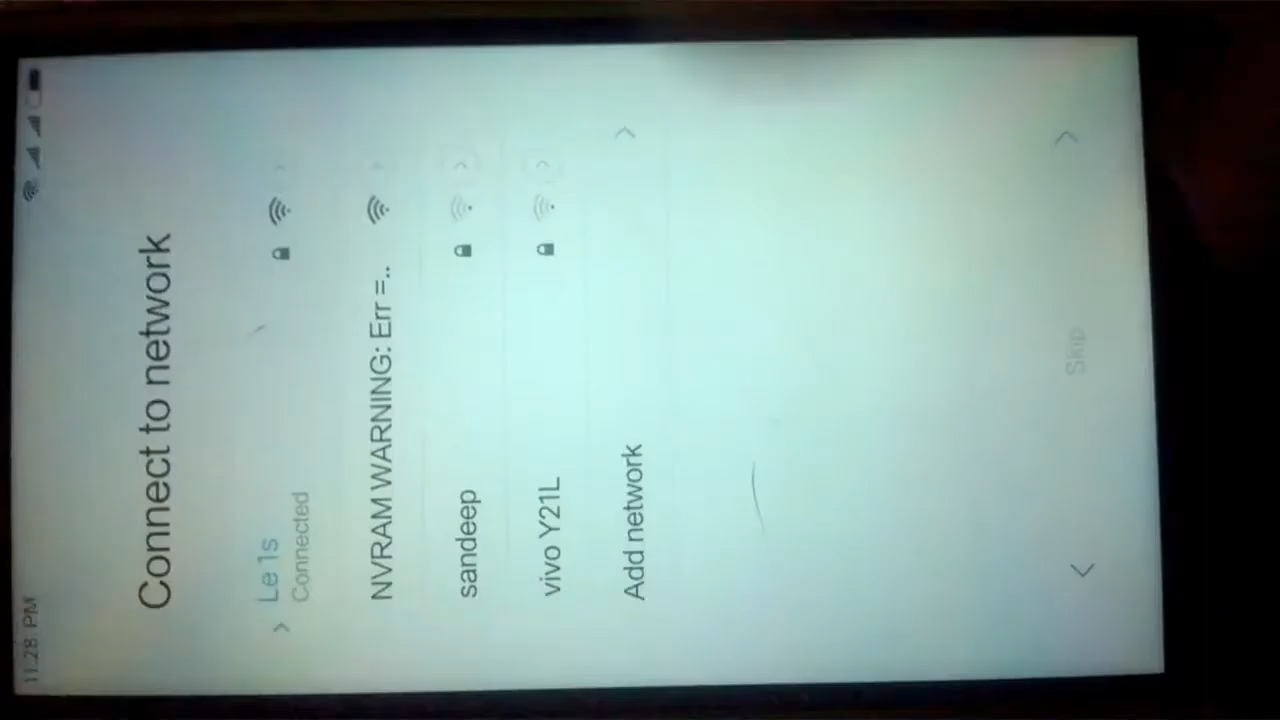 11:28 PM
Connect to network
Le 1s
Connected
NVRAM WARNING: Err =..
sandeep
vivo Y21L
Add network
Skip